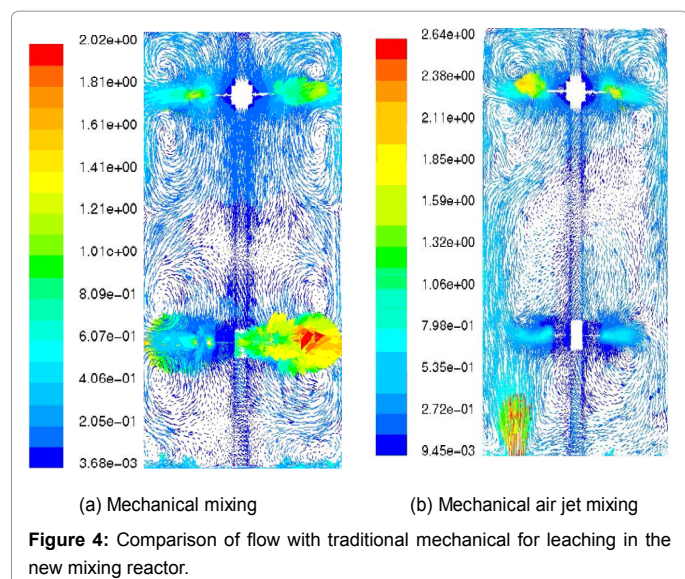 2.02e+00
1.81e+00
1.61e+00
1.41e+00
1.21e+00
1.01e+00
8.09e-01
6.07e-01
4.06e-01
2.05e-01
3.68e-03
2.64e+00
2.38e+00
2.11e+00
1.85e+00
1.59e+00
1.32e+00
1.06e+00
7.98e-01
5.35e-01
2.72e-01
9.45e-03
(a) Mechanical mixing
(b) Mechanical air jet mixing
Figure 4: Comparison of flow with traditional mechanical for leaching in the
new mixing reactor.